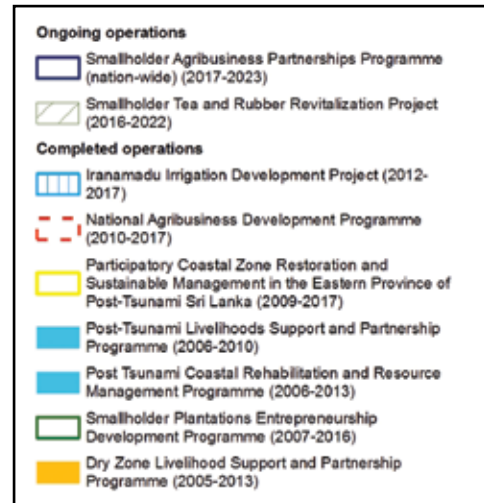 Ongoing operations
Smallholder Agribusiness Partnerships Programme
(nation-wide) (2017-2023)
Smallholder Tea and Rubber Revitalization Project
(2016-2022)
Completed operations
Iranamadu Irrigation Development Project (2012-
2017)
National Agribusiness Development Programme
(2010-2017)
Participatory Coastal Zone Restoration and
Sustainable Management in the Eastern Province of
Post-Tsunami Sri Lanka (2009-2017)
Post-Tsunami Livelihoods Support and Partnership
Programme (2006-2010)
Post Tsunami Coastal Rehabilitation and Resource
Management Programme (2006-2013)
Smallholder Plantations Entrepreneurship
Development Programme (2007-2016)
Dry Zone Livelihood Support and Partnership
Programme (2005-2013)